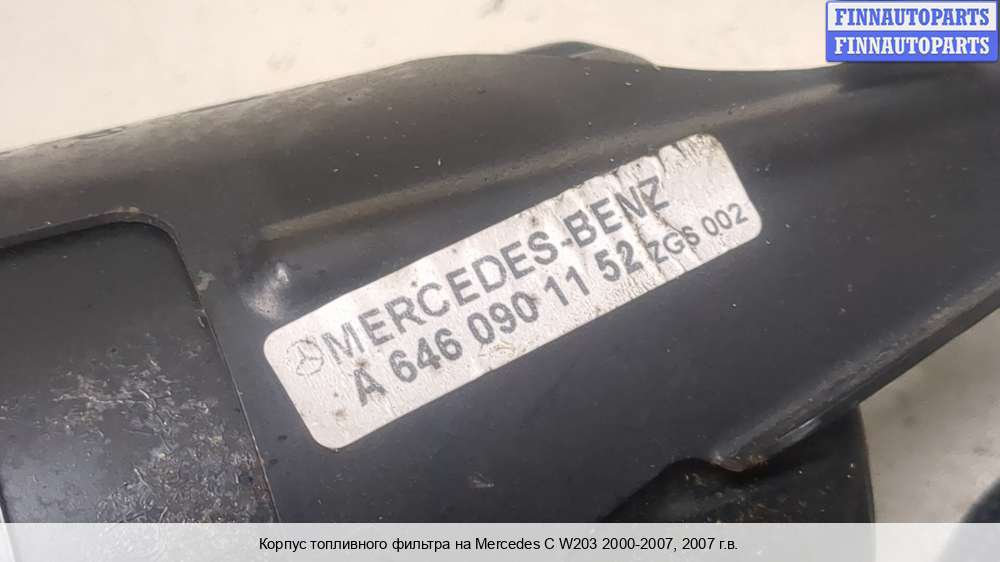 FINNAUTOPARTS
FINNAUTOPARTS
MERCEDES-BENZ
A 646 090 11 52 ZGS 002
Корпус топливного фильтра на Mercedes C W203 2000-2007, 2007 г.в.